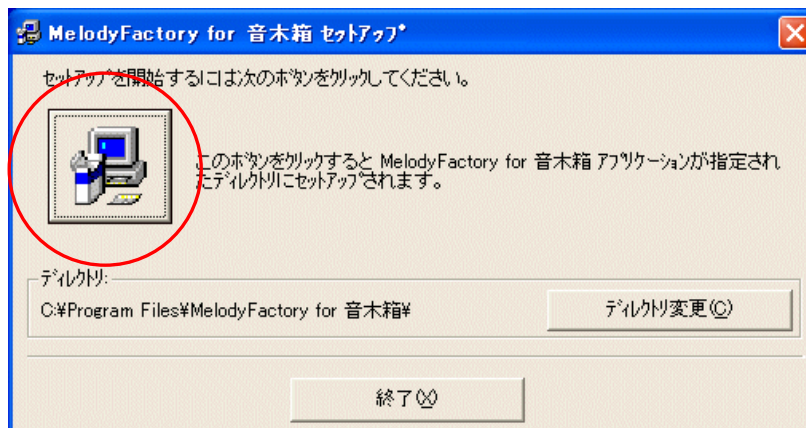 MelodyFactory for 音木箱 ｾｯﾄｱｯﾌﾟ
ｾｯﾄｱｯﾌﾟを開始するには次のﾎﾞﾀﾝをｸﾘｯｸしてください。
このﾎﾞﾀﾝをｸﾘｯｸすると MelodyFactory for 音木箱 ｱﾌﾟﾘｹｰｼｮﾝが指定され
たﾃﾞｨﾚｸﾄﾘにｾｯﾄｱｯﾌﾟされます。
ﾃﾞｨﾚｸﾄﾘ:
C:¥Program Files¥MelodyFactory for 音木箱¥
ﾃﾞｨﾚｸﾄﾘ変更(C)
終了(X)